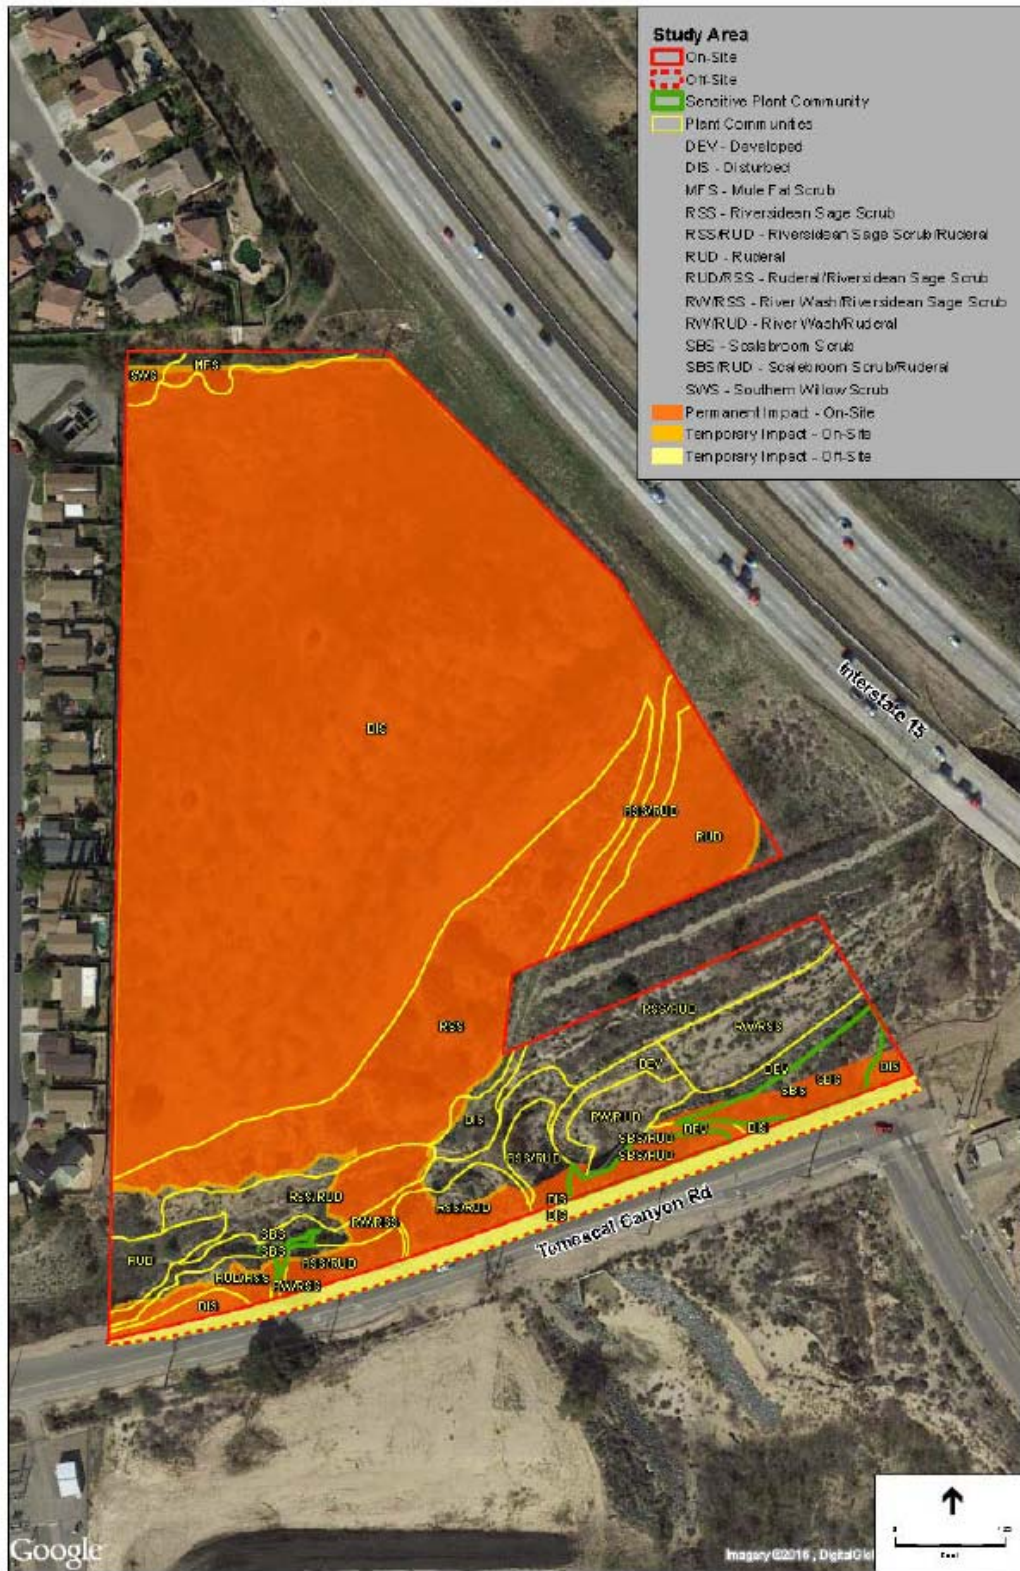 Study Area
On-Site
Off-Site
Sensitive Plant Community
Plant Communities
DEV - Developed
DIS - Disturbed
MFS - Mule Fat Scrub
RSS - Riversidean Sage Scrub
RSS/RUD - Riversidean Sage Scrub/Ruderal
RUD - Ruderal
RUD/RSS - Ruderal/Riversidean Sage Scrub
RW/RSS - River Wash/Riversidean Sage Scrub
RW/RUD - River Wash/Ruderal
SBS - Scalebroom Scrub
SBS/RUD - Scalebroom Scrub/Ruderal
SWS - Southern Willow Scrub
Permanent Impact - On-Site
Temporary Impact - On-Site
Temporary Impact - Off-Site
MFS
SWS
Interstate 15
DIS
RSS/RUD
RUD
RSS/RUD
RSS
RW/RSS
DEV
DEV
DIS
SBS
SBS
DIS
RW/RUD
DEV
DIS
SBS/RUD
SBS/RUD
RSS/RUD
RSS/RUD
RSS/RUD
DIS
DIS
Temescal Canyon Rd
RW/RSS
SBS
SBS
RUD
RSS/RUD
RUD/RSS
RW/RSS
DIS
Feet
Google
Imagery ©2016 , DigitalGl